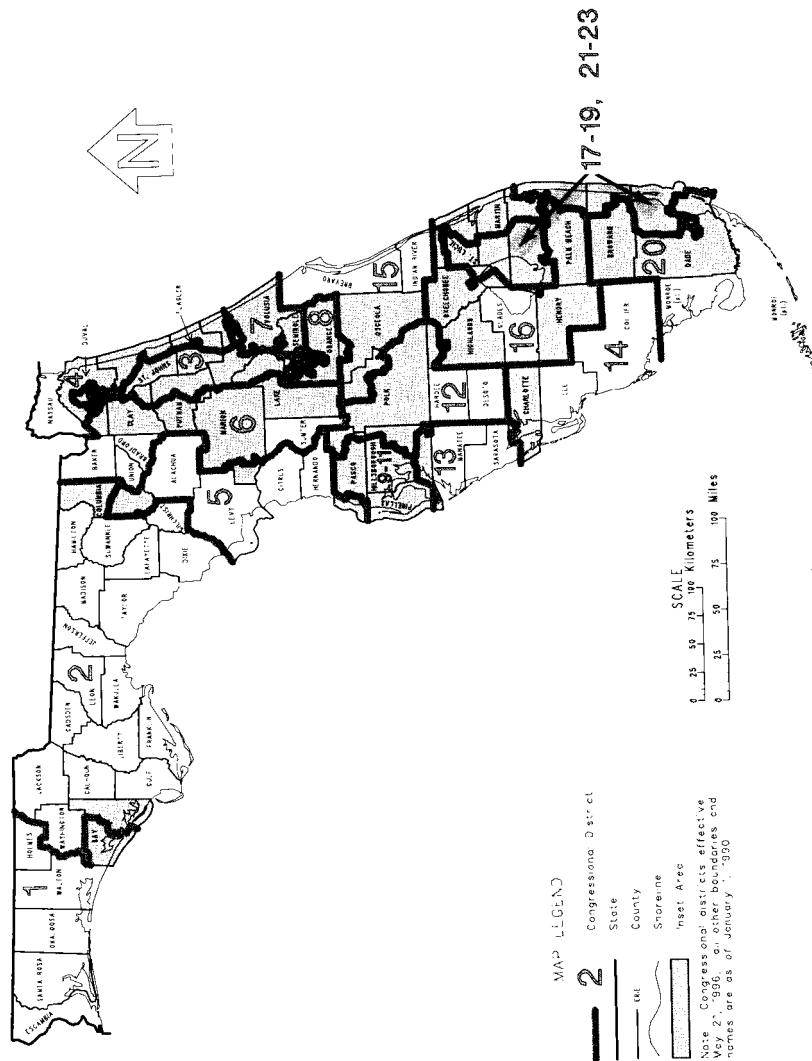 N
ESCAMBIA
SANTA ROSA
OKALOOSA
1
WALTON
HOLMES
WASHINGTON
BAY
JACKSON
GULF
GADSDEN
LIBERTY
FRANKLIN
2
LEON
WAKULLA
JEFFERSON
MADISON
TAYLOR
HAMILTON
SUWANNEE
LAFAYETTE
DIXIE
COLUMBIA
BAKER
UNION
BRADFORD
ALACHUA
GILCHRIST
5
LEVY
NASSAU
4
DUVAL
CLAY
ST. JOHNS
PUTNAM
3
FLAGLER
MARION
6
7
VOLUSIA
CITRUS
SUMTER
LAKE
SEMINOLE
HERNANDO
ORANGE
8
PASCO
HILLSBOROUGH
9-11
PINELLAS
POLK
OSCEOLA
BREVARD
15
INDIAN RIVER
13
MANATEE
HARDEE
12
DESOTO
SARASOTA
HIGHLANDS
OKEECHOBEE
ST. LUCIE
MARTIN
CHARLOTTE
GLADES
16
LEE
HENDRY
PALM BEACH
14
COLLIER
BROWARD
20
DADE
MONROE
(pt.)
MONROE
(pt.)
17-19, 21-23
MAP LEGEND
2 Congressional District
State
ERIE County
Shoreline
Inset Area
SCALE
0 25 50 75 100 Kilometers
0 25 50 75 100 Miles
Note: Congressional districts effective
May 21, 1996; all other boundaries and
names are as of January 1, 1990